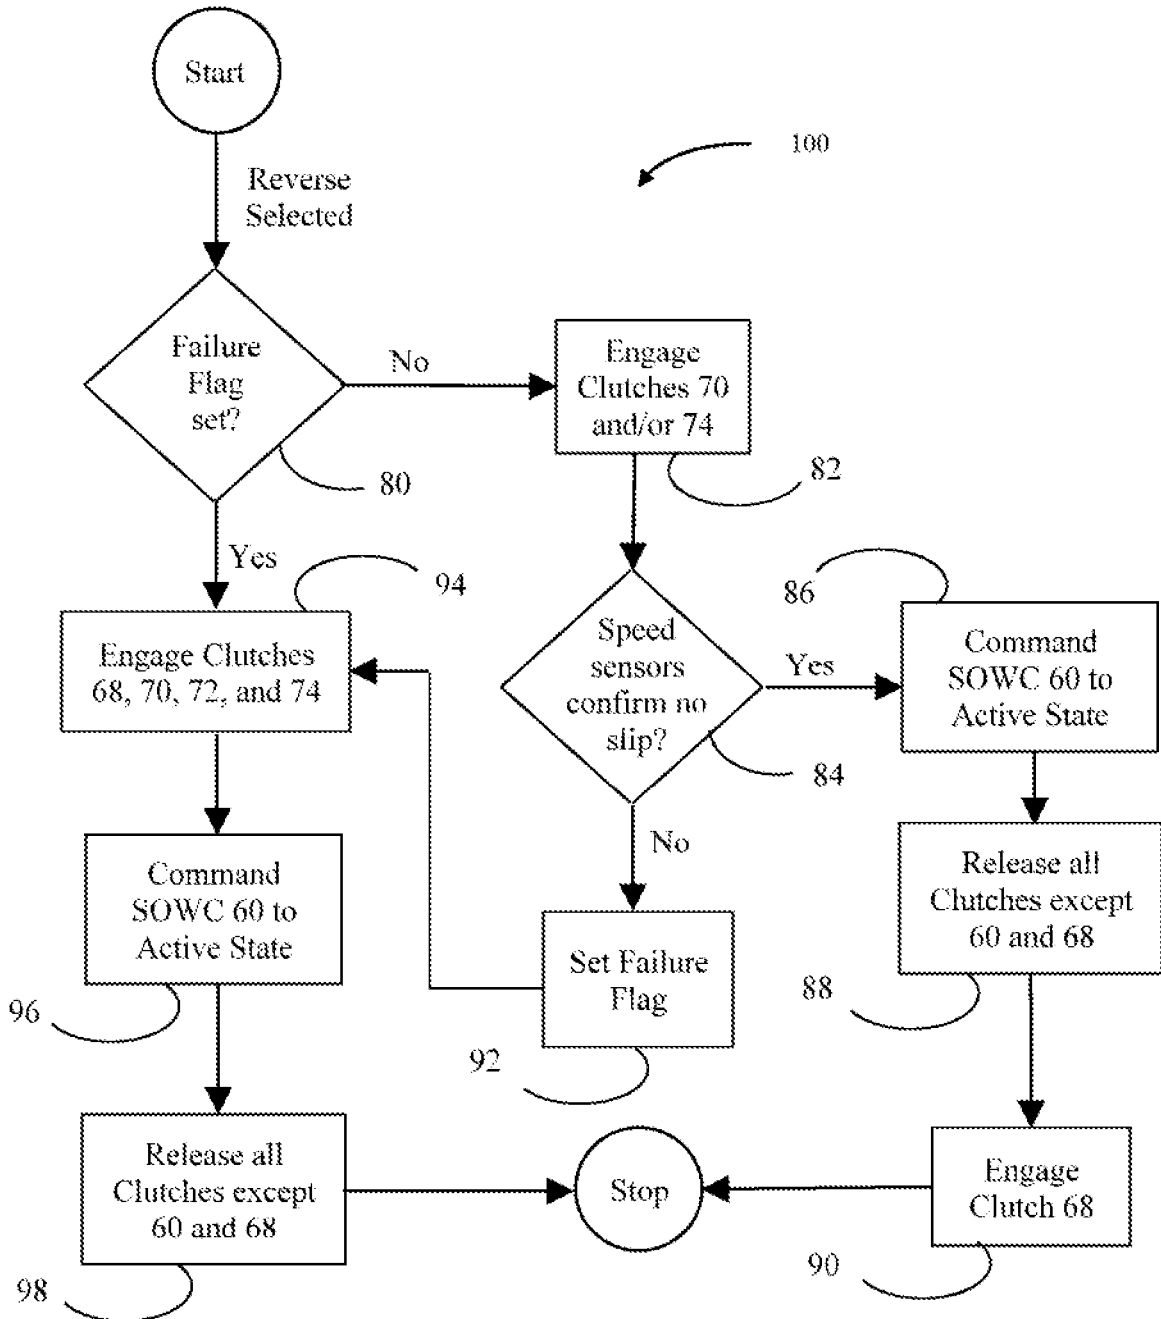 Start
100
Reverse
Selected
Failure
Flag
set?
No
Engage
Clutches 70
and/or 74
80
82
Yes
94
86
Engage Clutches
68, 70, 72, and 74
Speed
sensors
confirm no
slip?
Yes
Command
SOWC 60 to
Active State
84
No
Command
SOWC 60 to
Active State
Release all
Clutches except
60 and 68
Set Failure
Flag
88
96
92
Release all
Clutches except
60 and 68
Stop
Engage
Clutch 68
90
98